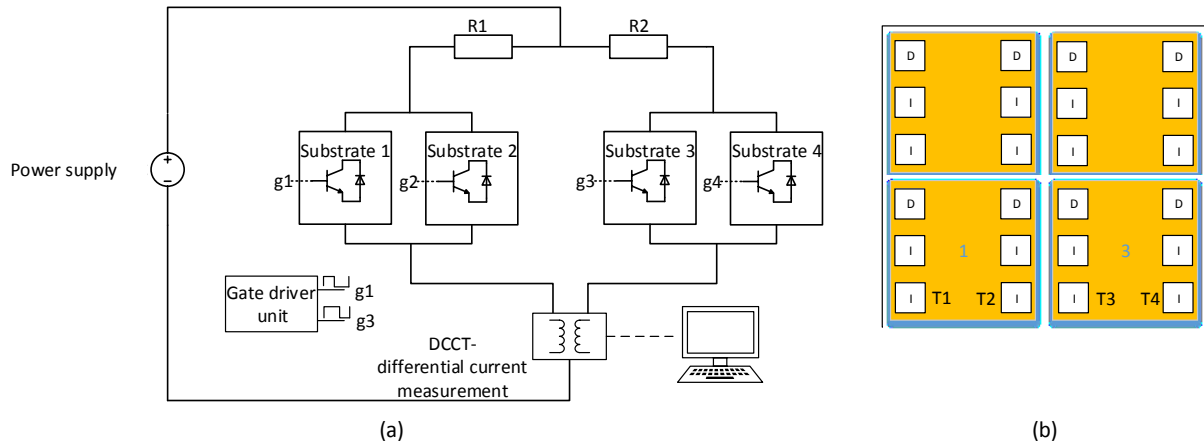 R1 R2
Substrate 1 Substrate 2 Substrate 3 Substrate 4
g1 g2 g3 g4
Power supply
+
−
Gate driver
unit
g1
g3
DCCT-
differential current
measurement
(a)
D D D D
I I I I
I I I I
D D D D
I 1 I I 3 I
I T1 T2 I I T3 T4 I
(b)